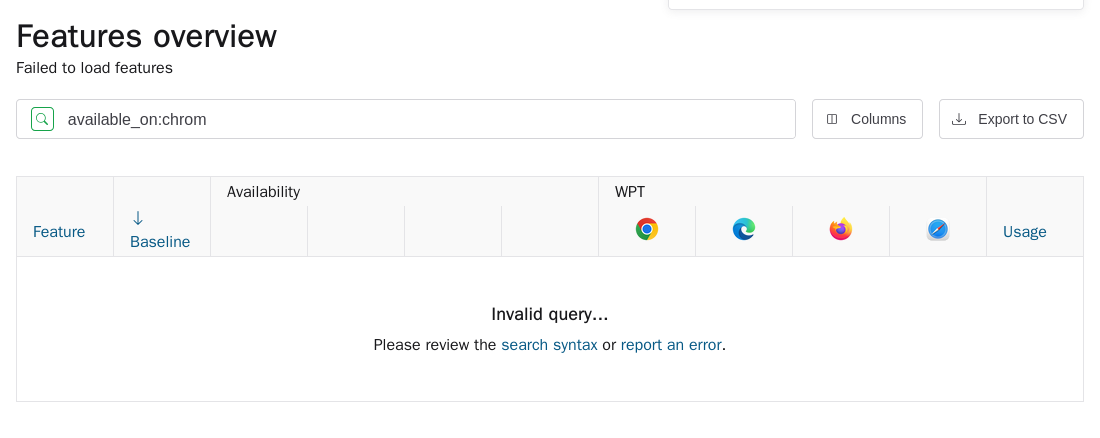 Features overview
Failed to load features
available_on:chrom
Columns
Export to CSV
Availability
WPT
Feature
Baseline
Usage
Invalid query...
Please review the search syntax or report an error.